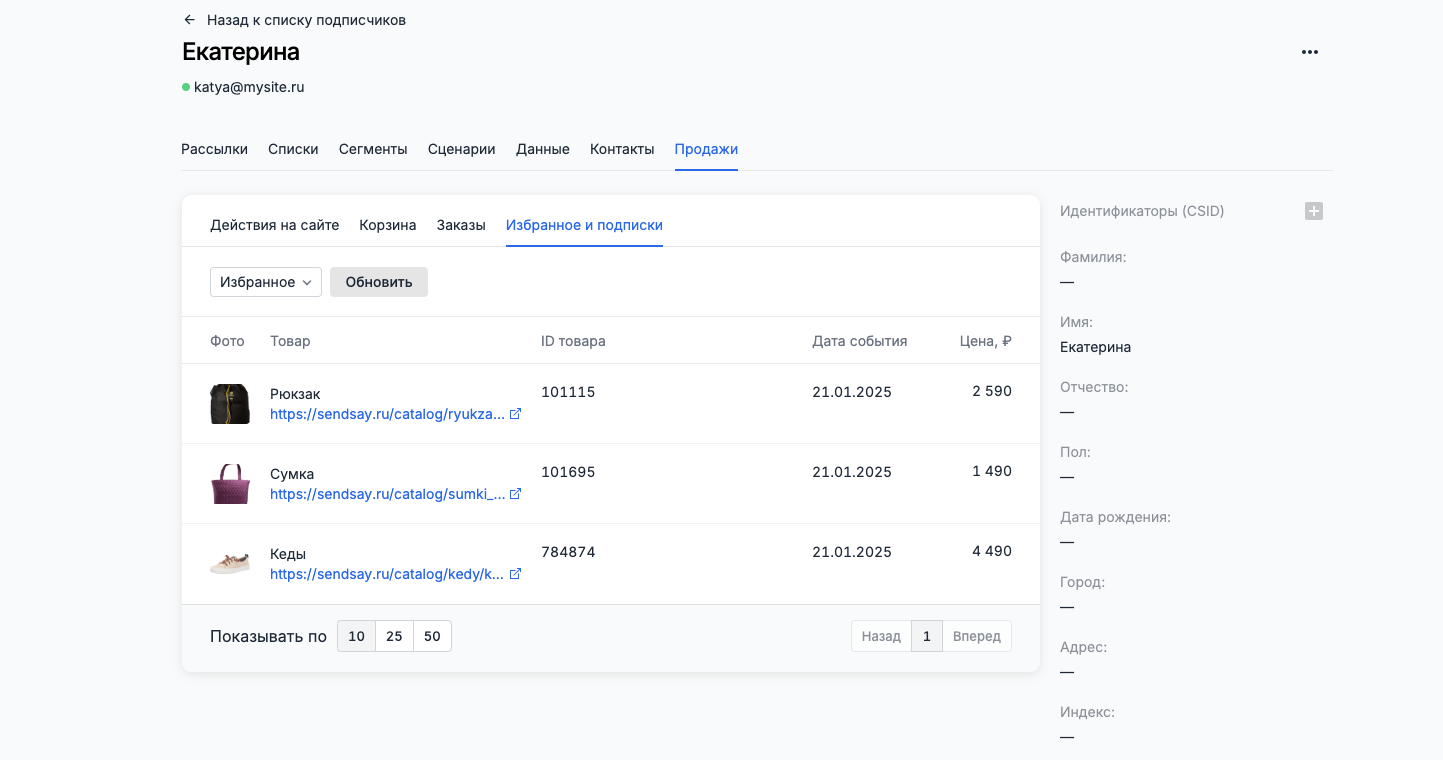 Назад к списку подписчиков
Екатерина
katya@mysite.ru
Рассылки Списки Сегменты Сценарии Данные Контакты Продажи
Действия на сайте Корзина Заказы Избранное и подписки
Избранное Обновить
Фото Товар ID товара Дата события Цена, ₽
Рюкзак 101115 21.01.2025 2 590
https://sendsay.ru/catalog/ryukza...
Сумка 101695 21.01.2025 1 490
https://sendsay.ru/catalog/sumki_...
Кеды 784874 21.01.2025 4 490
https://sendsay.ru/catalog/kedy/k...
Показывать по 10 25 50 Назад 1 Вперед
Идентификаторы (CSID)
Фамилия:
—
Имя:
Екатерина
Отчество:
—
Пол:
—
Дата рождения:
—
Город:
—
Адрес:
—
Индекс:
—